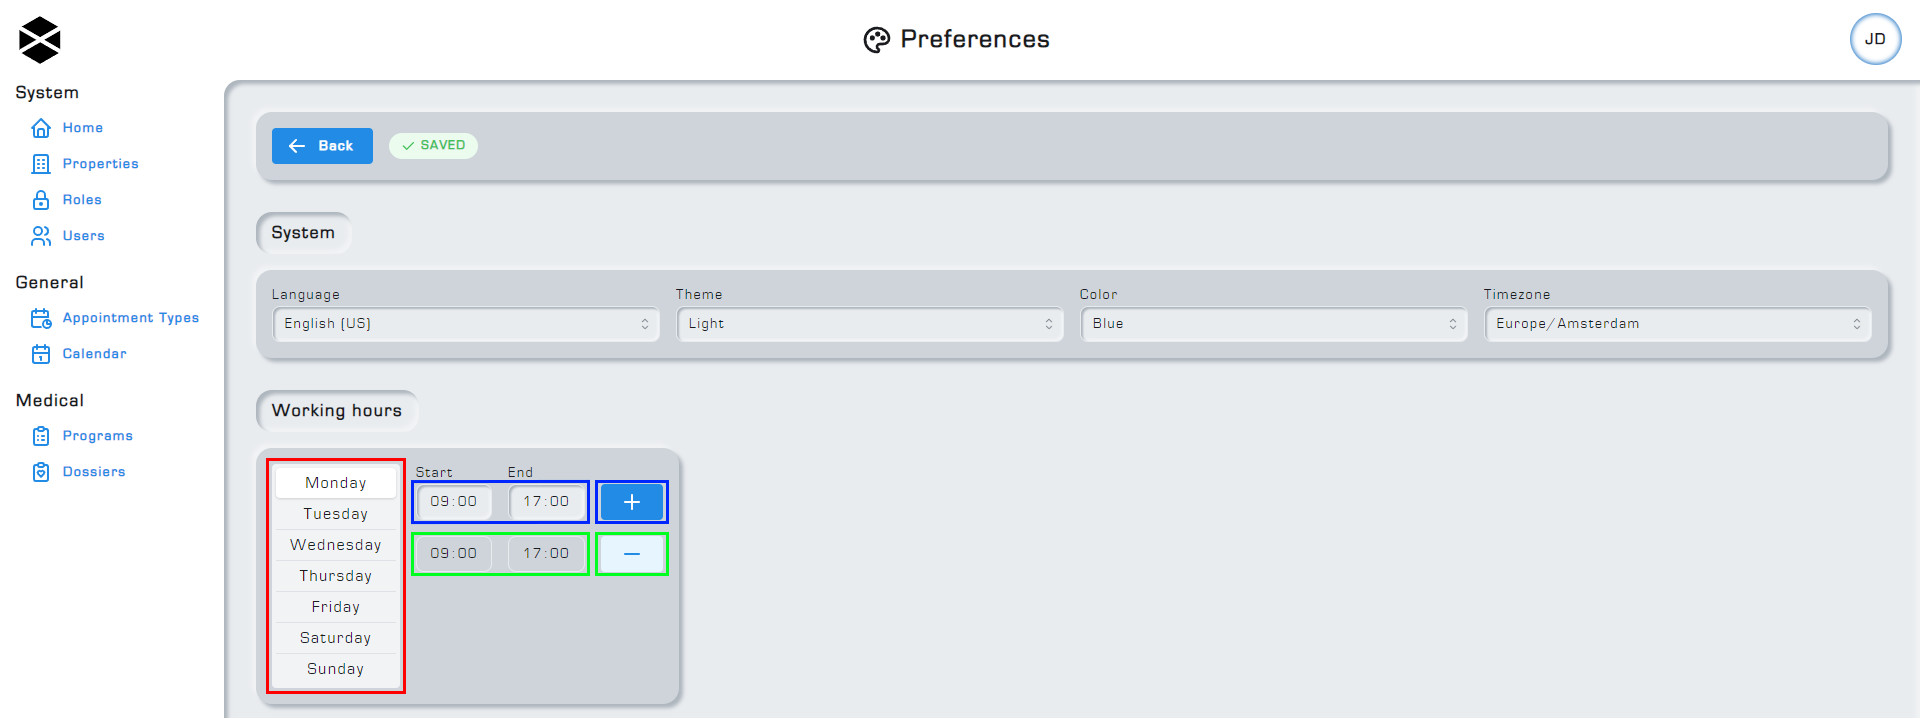 Preferences
JD
System
Home
Properties
Roles
Users
General
Appointment Types
Calendar
Medical
Programs
Dossiers
Back
SAVED
System
Language
Theme
Color
Timezone
English (US)
Light
Blue
Europe/Amsterdam
Working hours
Monday
Tuesday
Wednesday
Thursday
Friday
Saturday
Sunday
Start
End
09:00
17:00
+
09:00
17:00
−